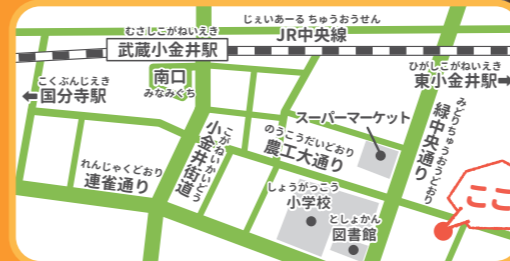 じぇいあーる ちゅうおうせん
JR中央線
むさしこがねいえき
武蔵小金井駅
ひがしこがねいえき
東小金井駅➡
南口
みなみぐち
こくぶんじえき
⬅国分寺駅
スーパーマーケット
みどりちゅうおうどおり
緑中央通り
こがねいかいどう
小金井街道
のうこうだいどおり
農工大通り
れんじゃくどおり
連雀通り
しょうがっこう
小学校
としょかん
図書館
ここ